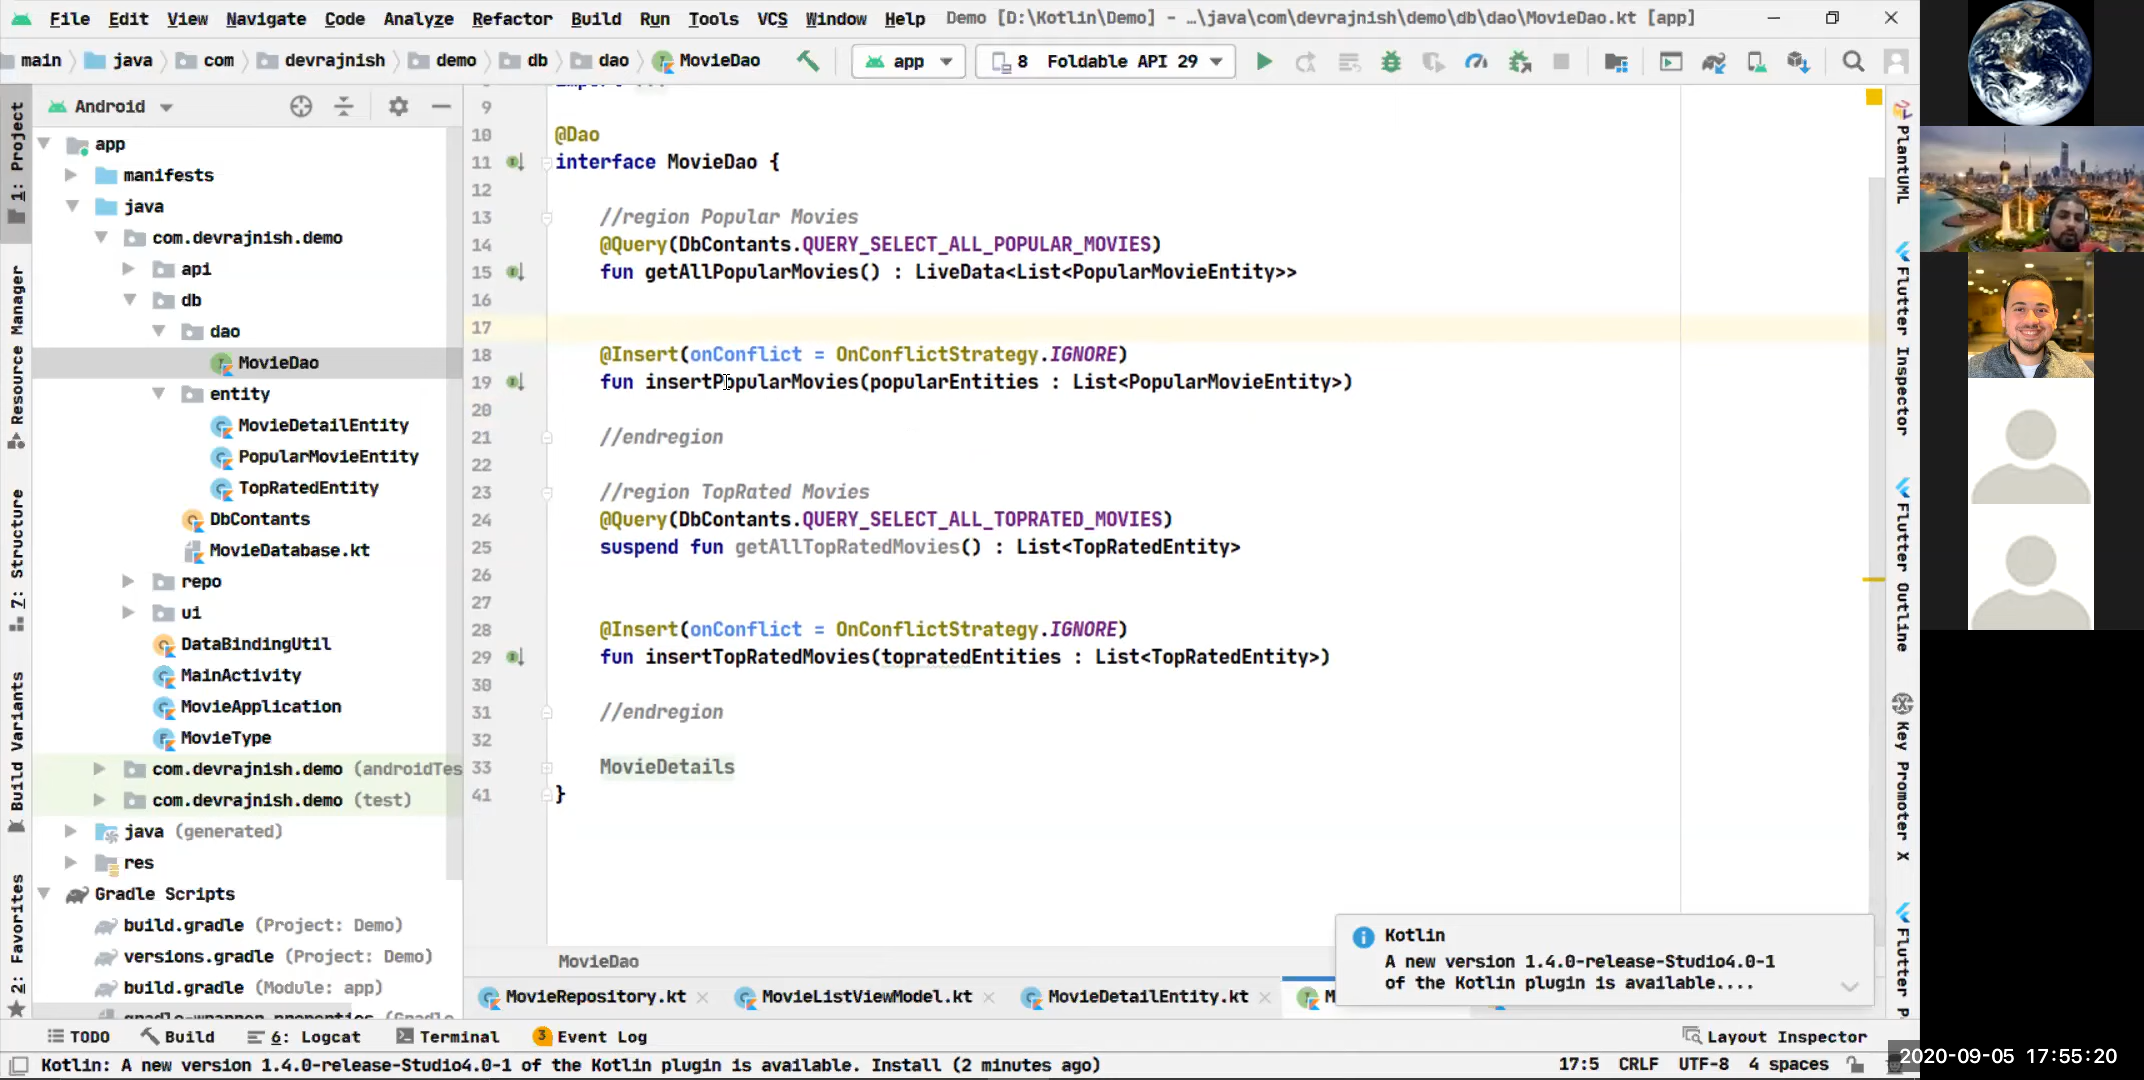 File Edit View Navigate Code Analyze Refactor Build Run Tools VCS Window Help Demo [D:\Kotlin\Demo] - …\java\com\devrajnish\demo\db\dao\MovieDao.kt [app]
main java com devrajnish demo db dao MovieDao app 8 Foldable API 29
Android
app
manifests
java
com.devrajnish.demo
api
db
dao
MovieDao
entity
MovieDetailEntity
PopularMovieEntity
TopRatedEntity
DbContants
MovieDatabase.kt
repo
ui
DataBindingUtil
MainActivity
MovieApplication
MovieType
com.devrajnish.demo (androidTes
com.devrajnish.demo (test)
java (generated)
res
Gradle Scripts
build.gradle (Project: Demo)
versions.gradle (Project: Demo)
build.gradle (Module: app)
gradle-wrapper.properties (Gradle
1: Project
Resource Manager
7: Structure
Build Variants
2: Favorites
import ...
9
10 @Dao
11 interface MovieDao {
12
13 //region Popular Movies
14 @Query(DbContants.QUERY_SELECT_ALL_POPULAR_MOVIES)
15 fun getAllPopularMovies() : LiveData<List<PopularMovieEntity>>
16
17
18 @Insert(onConflict = OnConflictStrategy.IGNORE)
19 fun insertPopularMovies(popularEntities : List<PopularMovieEntity>)
20
21 //endregion
22
23 //region TopRated Movies
24 @Query(DbContants.QUERY_SELECT_ALL_TOPRATED_MOVIES)
25 suspend fun getAllTopRatedMovies() : List<TopRatedEntity>
26
27
28 @Insert(onConflict = OnConflictStrategy.IGNORE)
29 fun insertTopRatedMovies(topratedEntities : List<TopRatedEntity>)
30
31 //endregion
32
33 MovieDetails
41 }
MovieDao
PlantUML
Flutter Inspector
Flutter Outline
Key Promoter X
Flutter P
Kotlin
A new version 1.4.0-release-Studio4.0-1
of the Kotlin plugin is available....
MovieRepository.kt MovieListViewModel.kt MovieDetailEntity.kt M
TODO Build 6: Logcat Terminal 3 Event Log Layout Inspector
Kotlin: A new version 1.4.0-release-Studio4.0-1 of the Kotlin plugin is available. Install (2 minutes ago) 17:5 CRLF UTF-8 4 spaces
2020-09-05 17:55:20